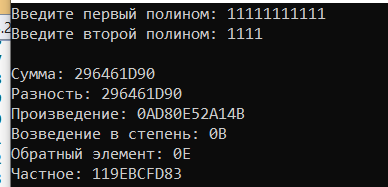 Введите первый полином: 11111111111
Введите второй полином: 1111
Сумма: 296461D90
Разность: 296461D90
Произведение: 0AD80E52A14B
Возведение в степень: 0B
Обратный элемент: 0E
Частное: 119EBCFD83